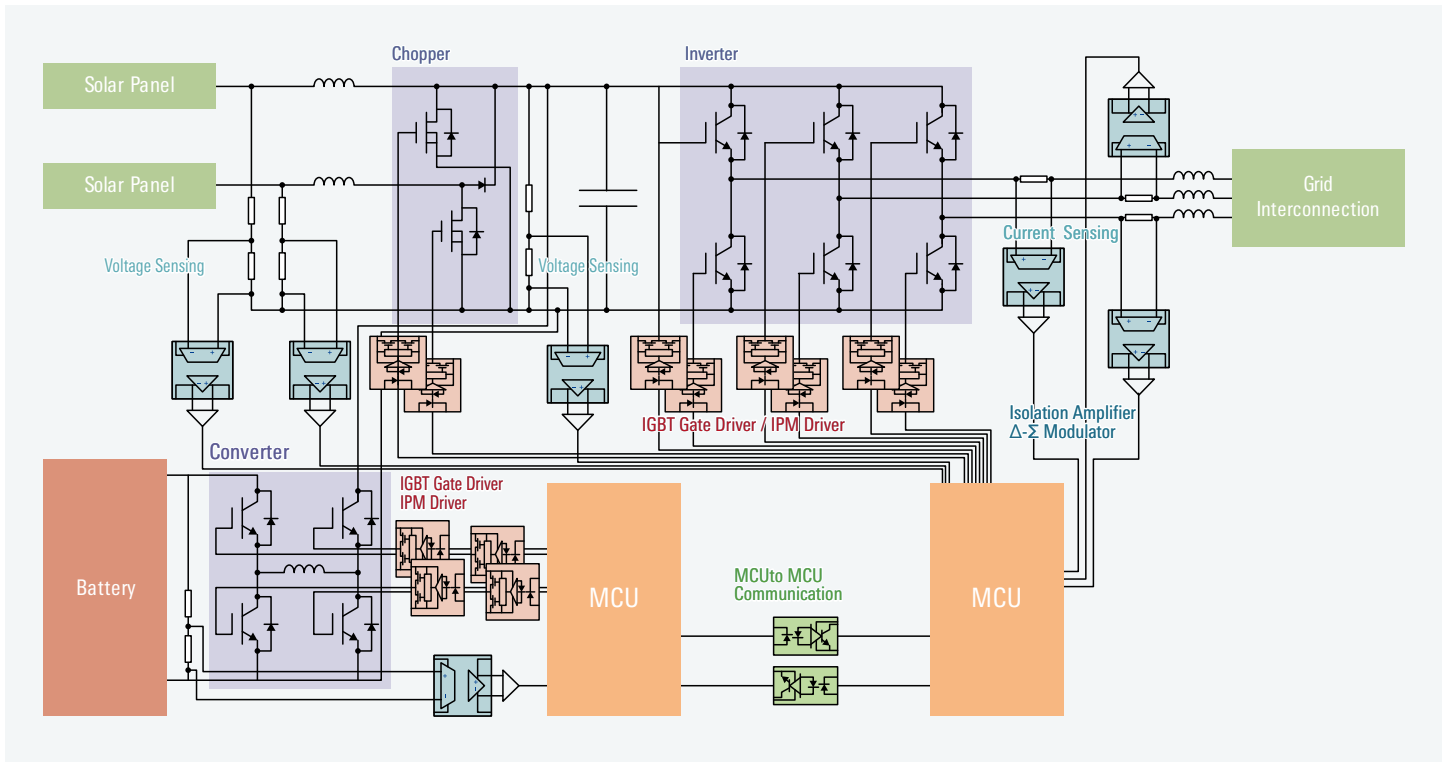 Chopper
Inverter
Solar Panel
Solar Panel
Grid
Interconnection
Current Sensing
Voltage Sensing
Voltage Sensing
IGBT Gate Driver / IPM Driver
Isolation Amplifier
Δ-Σ Modulator
Converter
IGBT Gate Driver
IPM Driver
Battery
MCU
MCUto MCU
Communication
MCU